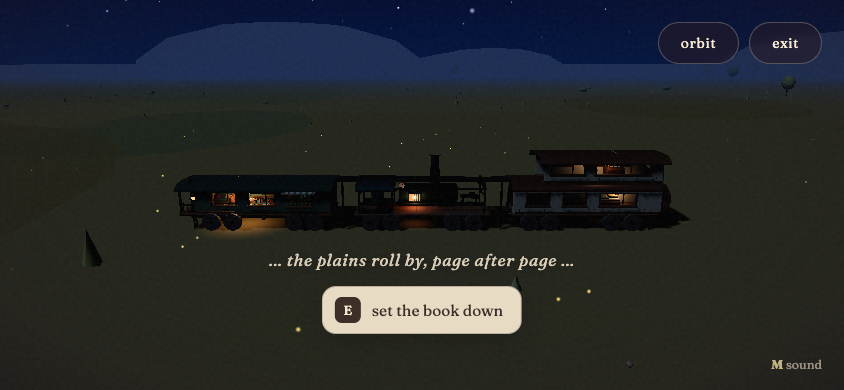 orbit exit
... the plains roll by, page after page ...
E set the book down
M sound